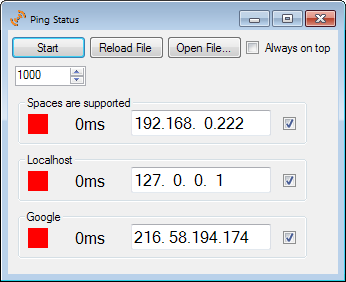 Ping Status
Start Reload File Open File... Always on top
1000
Spaces are supported
0ms 192.168.  0.222
Localhost
0ms 127.  0.  0.  1
Google
0ms 216. 58.194.174